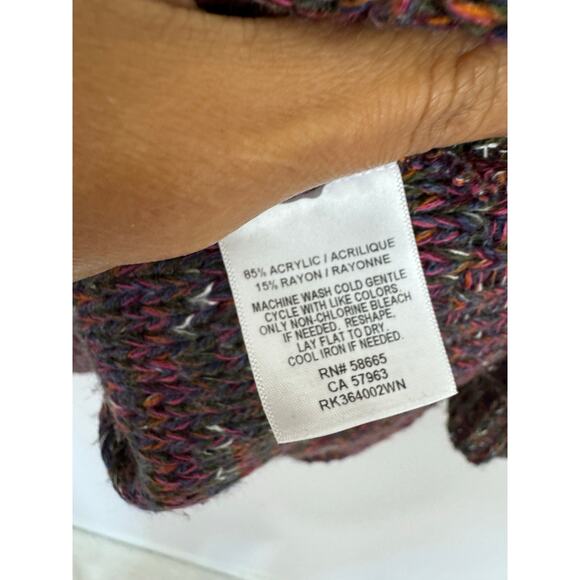 85% ACRYLIC / ACRILIQUE
15% RAYON / RAYONNE
MACHINE WASH COLD GENTLE
CYCLE WITH LIKE COLORS.
ONLY NON-CHLORINE BLEACH
IF NEEDED. RESHAPE.
LAY FLAT TO DRY.
COOL IRON IF NEEDED.
RN# 58665
CA 57963
RK364002WN